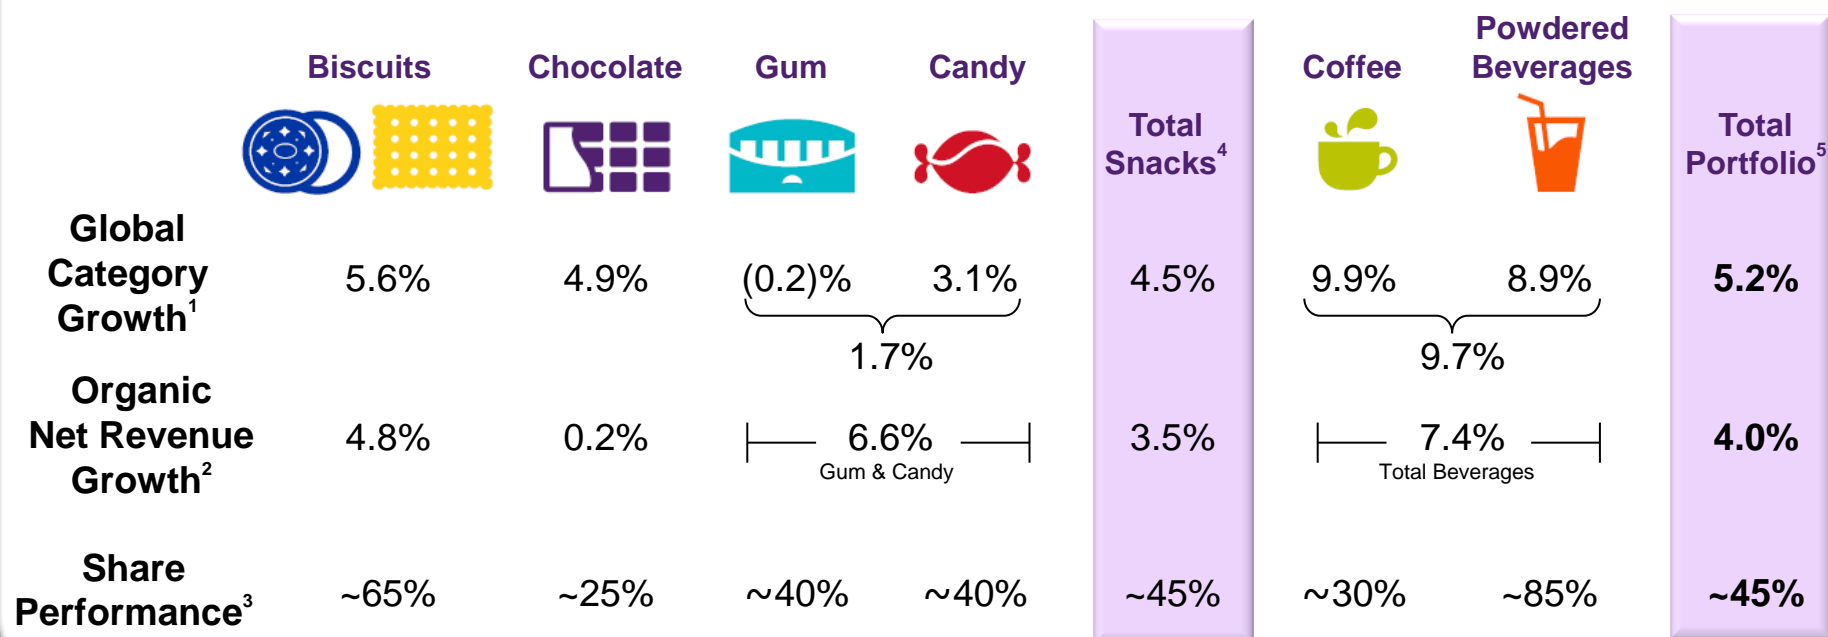 Biscuits
Chocolate
Gum
Candy
Total
Snacks4
Coffee
Powdered
Beverages
Total
Portfolio5
Global
Category
Growth1
5.6%
4.9%
(0.2)%
3.1%
4.5%
9.9%
8.9%
5.2%
1.7%
9.7%
Organic
Net Revenue
Growth2
4.8%
0.2%
6.6%
Gum & Candy
3.5%
7.4%
Total Beverages
4.0%
Share
Performance3
~65%
~25%
~40%
~40%
~45%
~30%
~85%
~45%